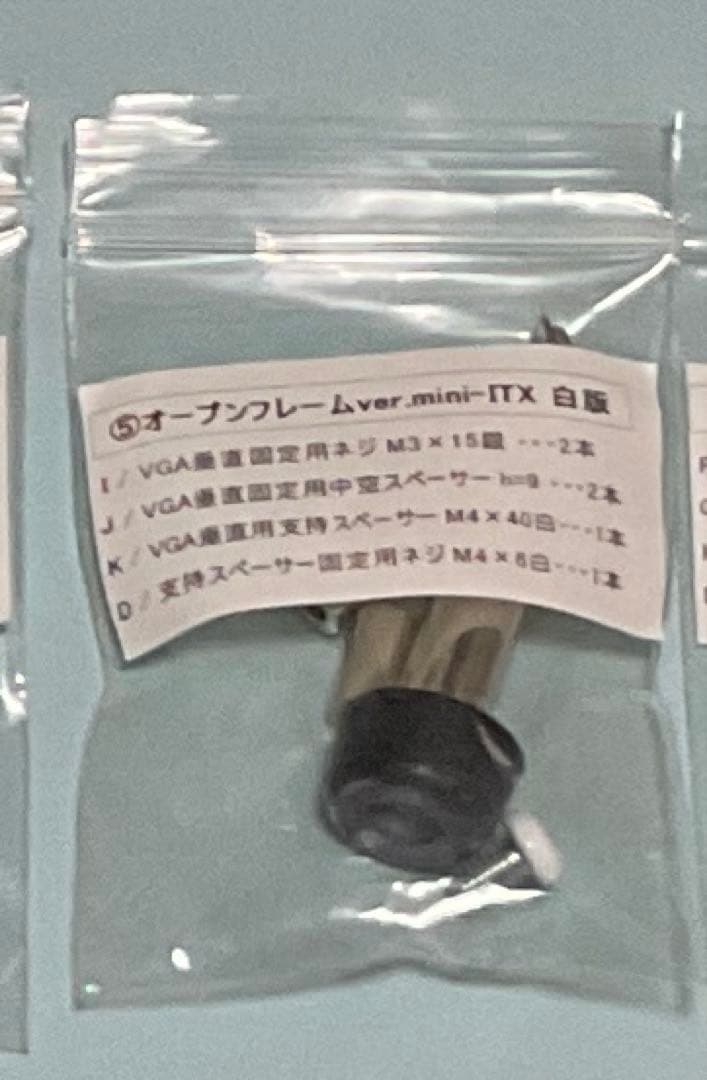 ⑤オープンフレームver.mini-ITX 白版
I / VGA垂直固定用ネジ M3×15銀 ・・・2本
J / VGA垂直固定用中空スペーサー h=9 ・・・2本
K / VGA垂直用支持スペーサー M4×40白・・・1本
D / 支持スペーサー固定用ネジ M4×6白・・・1本